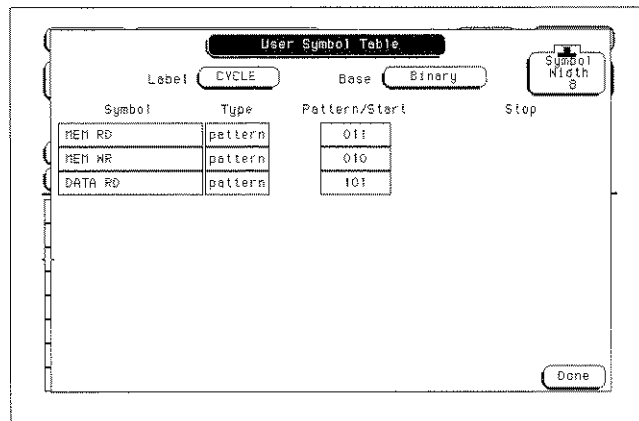 User Symbol Table
Label CYCLE Base Binary
Symbol Width 8
Symbol Type Pattern/Start Stop
MEM RD pattern 011
MEM WR pattern 010
DATA RD pattern 101
Done